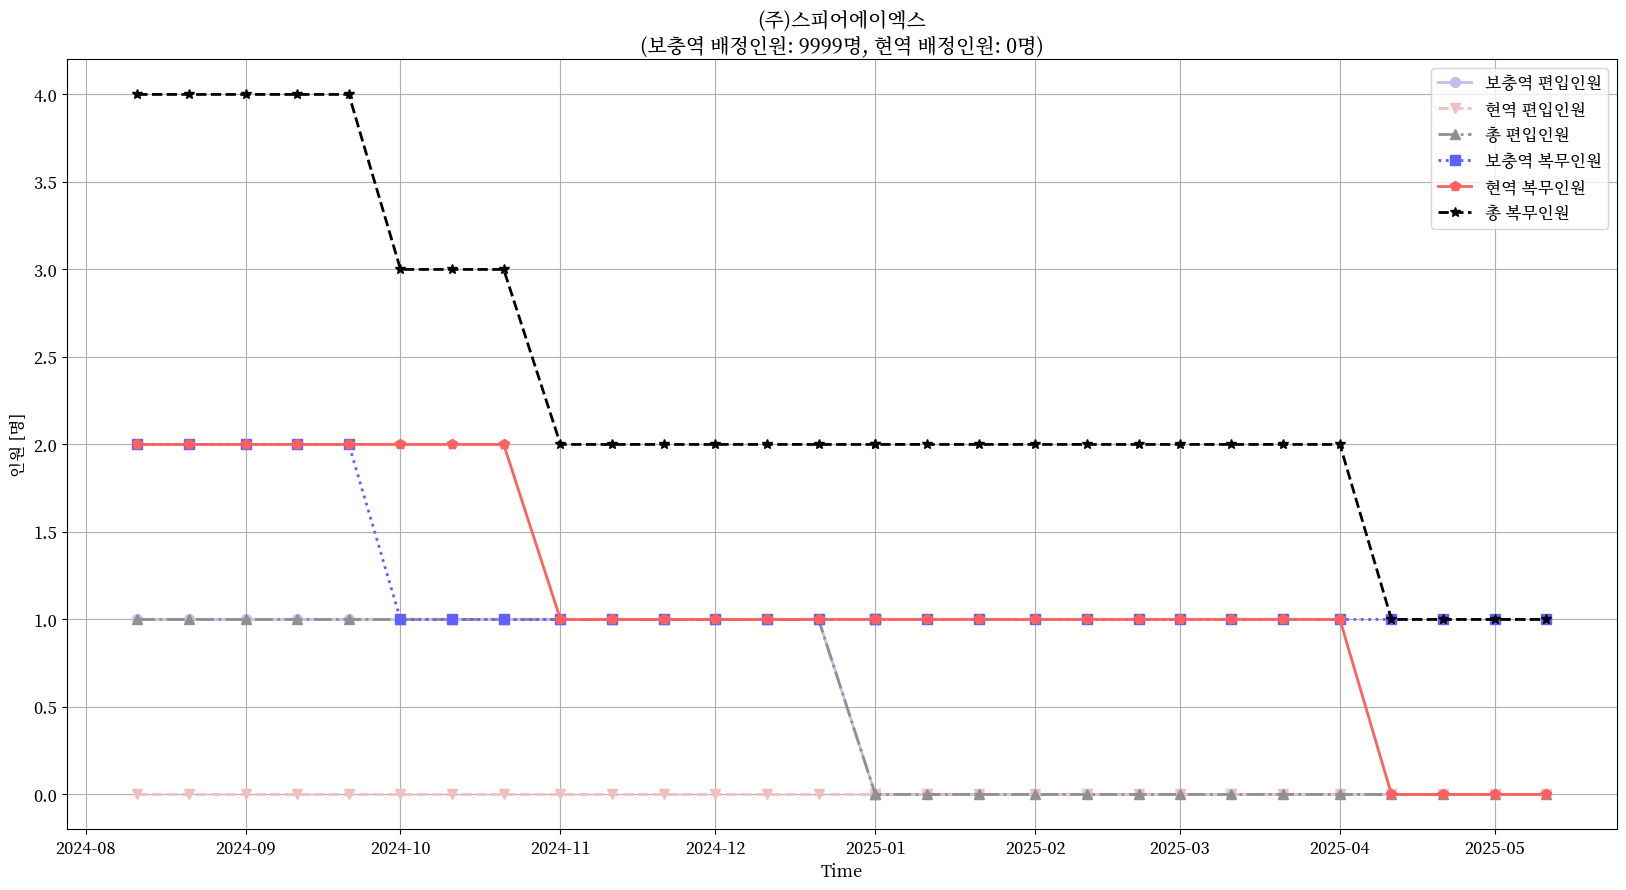 (주)스피어에이엑스
(보충역 배정인원: 9999명, 현역 배정인원: 0명)
보충역 편입인원
현역 편입인원
총 편입인원
보충역 복무인원
현역 복무인원
총 복무인원
인원 [명]
4.0
3.5
3.0
2.5
2.0
1.5
1.0
0.5
0.0
2024-08 2024-09 2024-10 2024-11 2024-12 2025-01 2025-02 2025-03 2025-04 2025-05
Time